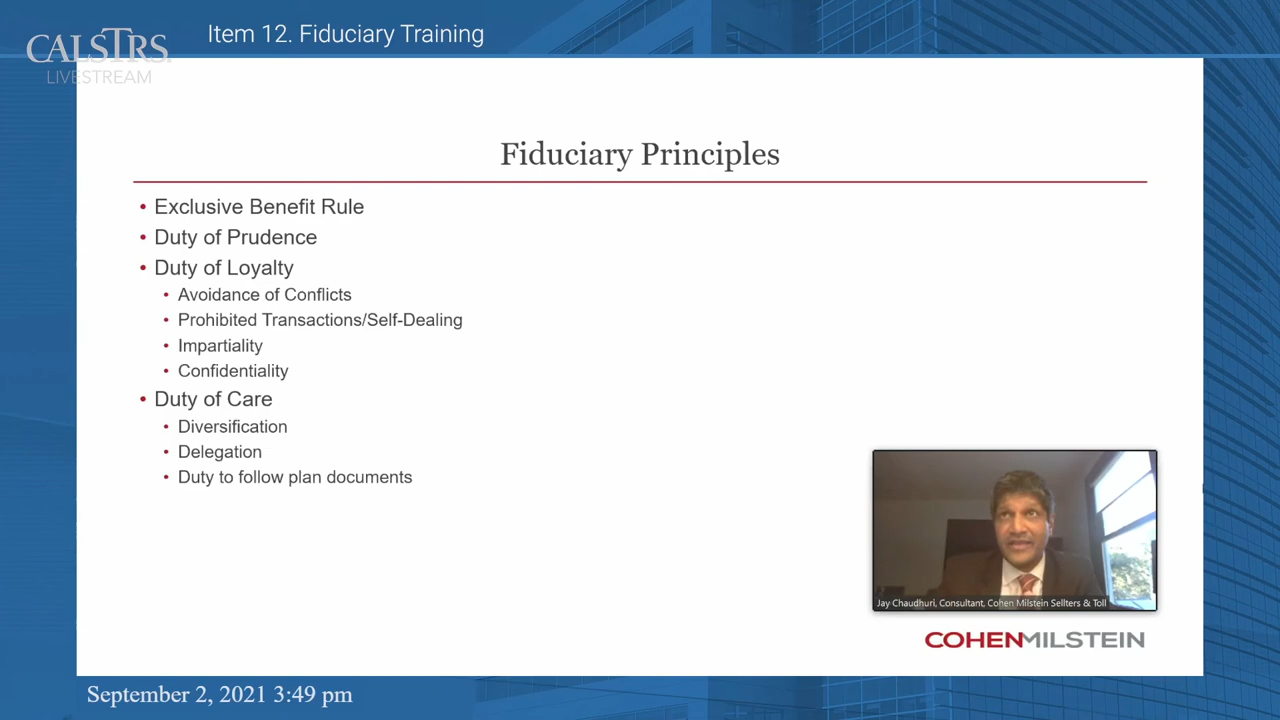 Item 12. Fiduciary Training
CALSTRS
LIVESTREAM
Fiduciary Principles
• Exclusive Benefit Rule
• Duty of Prudence
• Duty of Loyalty
• Avoidance of Conflicts
• Prohibited Transactions/Self-Dealing
• Impartiality
• Confidentiality
• Duty of Care
• Diversification
• Delegation
• Duty to follow plan documents
Jay Chaudhuri, Consultant, Cohen Milstein Sellters & Toll
COHENMILSTEIN
September 2, 2021 3:49 pm